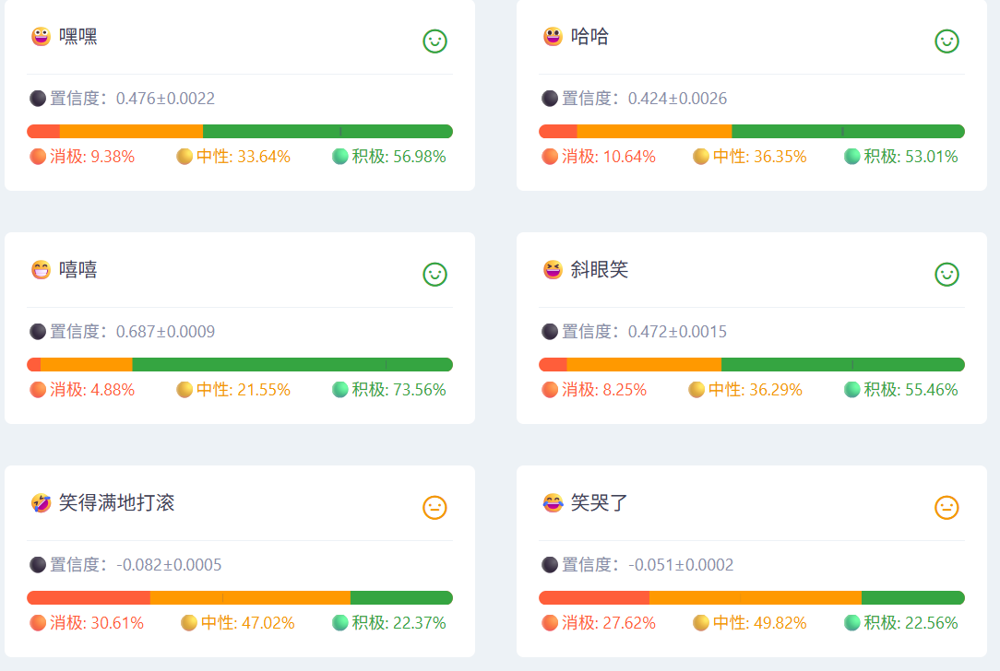 嘿嘿
置信度：0.476±0.0022
消极: 9.38% 中性: 33.64% 积极: 56.98%
哈哈
置信度：0.424±0.0026
消极: 10.64% 中性: 36.35% 积极: 53.01%
嘻嘻
置信度：0.687±0.0009
消极: 4.88% 中性: 21.55% 积极: 73.56%
斜眼笑
置信度：0.472±0.0015
消极: 8.25% 中性: 36.29% 积极: 55.46%
笑得满地打滚
置信度：-0.082±0.0005
消极: 30.61% 中性: 47.02% 积极: 22.37%
笑哭了
置信度：-0.051±0.0002
消极: 27.62% 中性: 49.82% 积极: 22.56%